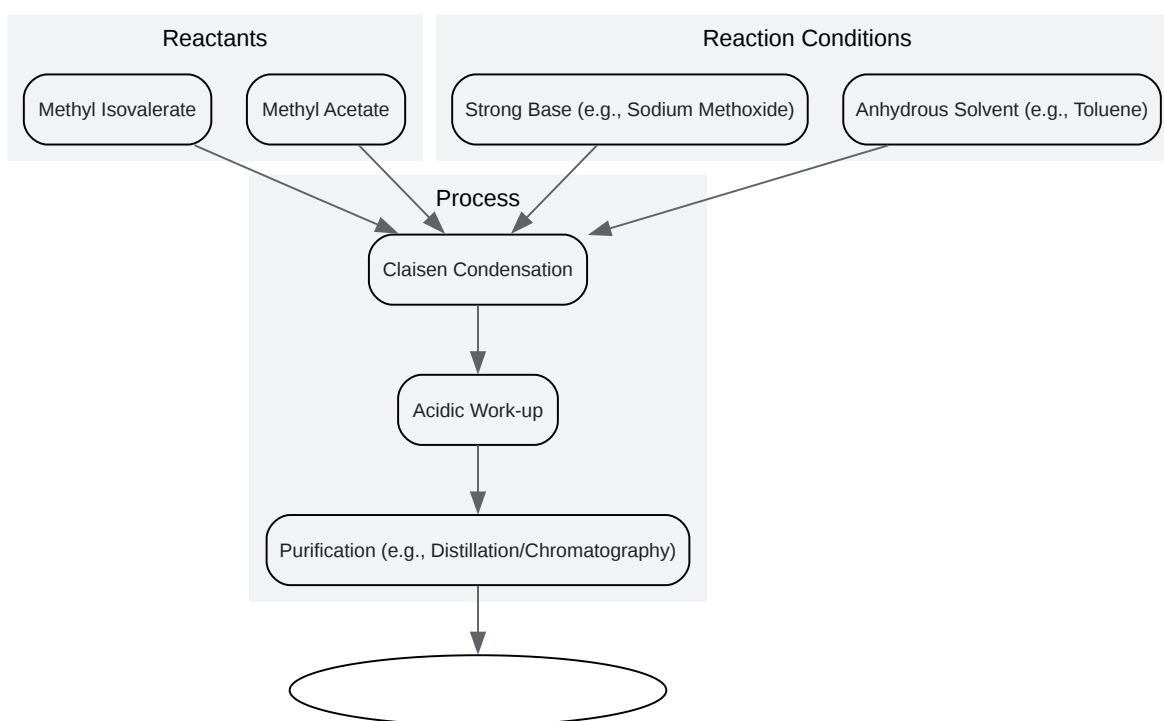 Reactants
Reaction Conditions
Methyl Isovalerate
Methyl Acetate
Strong Base (e.g., Sodium Methoxide)
Anhydrous Solvent (e.g., Toluene)
Process
Claisen Condensation
Acidic Work-up
Purification (e.g., Distillation/Chromatography)